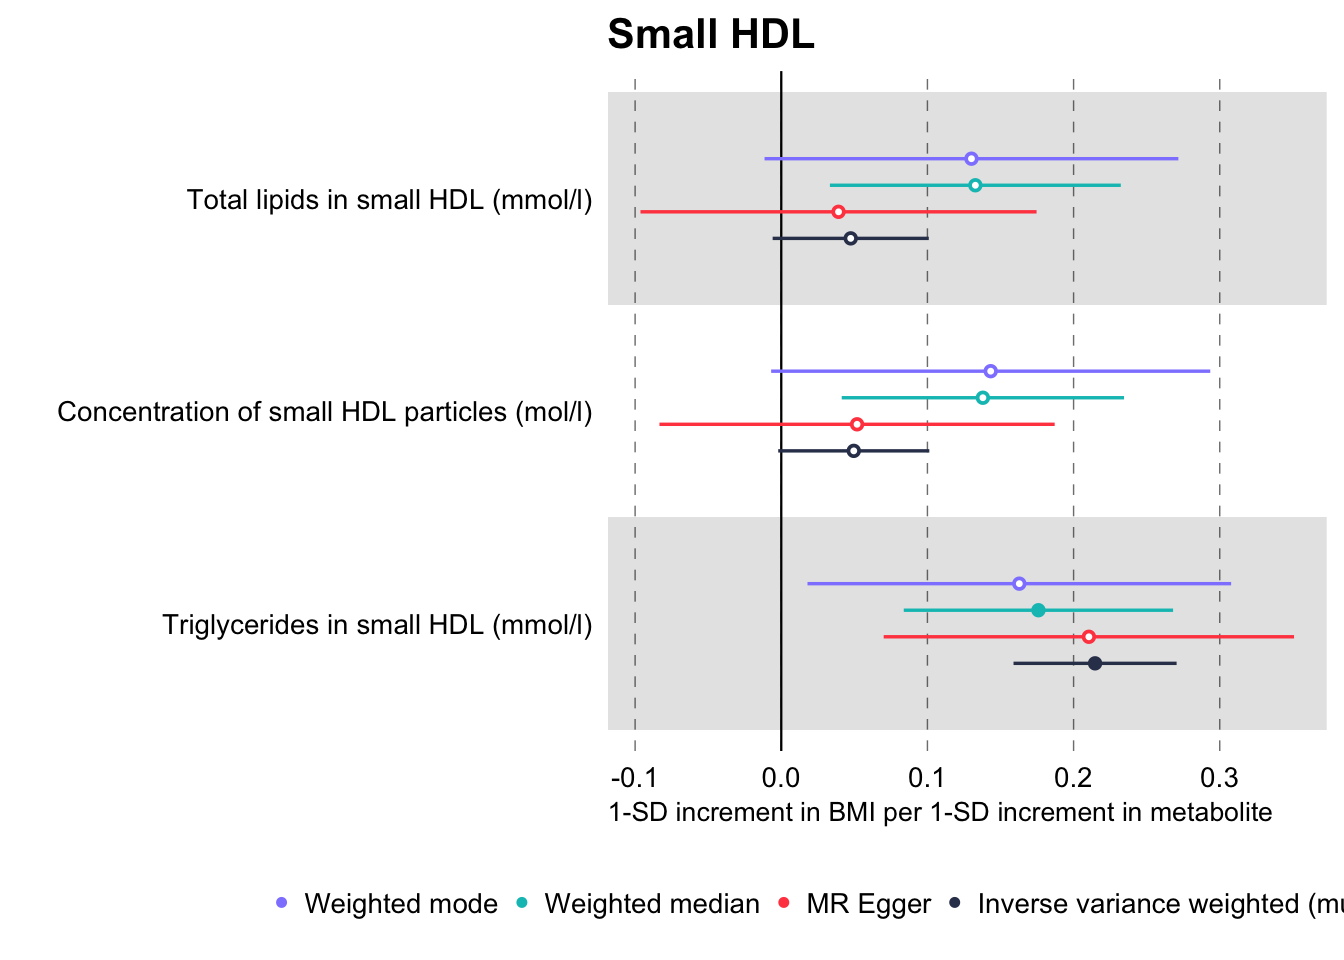 Small HDL
Total lipids in small HDL (mmol/l)
Concentration of small HDL particles (mol/l)
Triglycerides in small HDL (mmol/l)
-0.1 0.0 0.1 0.2 0.3
1-SD increment in BMI per 1-SD increment in metabolite
Weighted mode Weighted median MR Egger Inverse variance weighted (mu